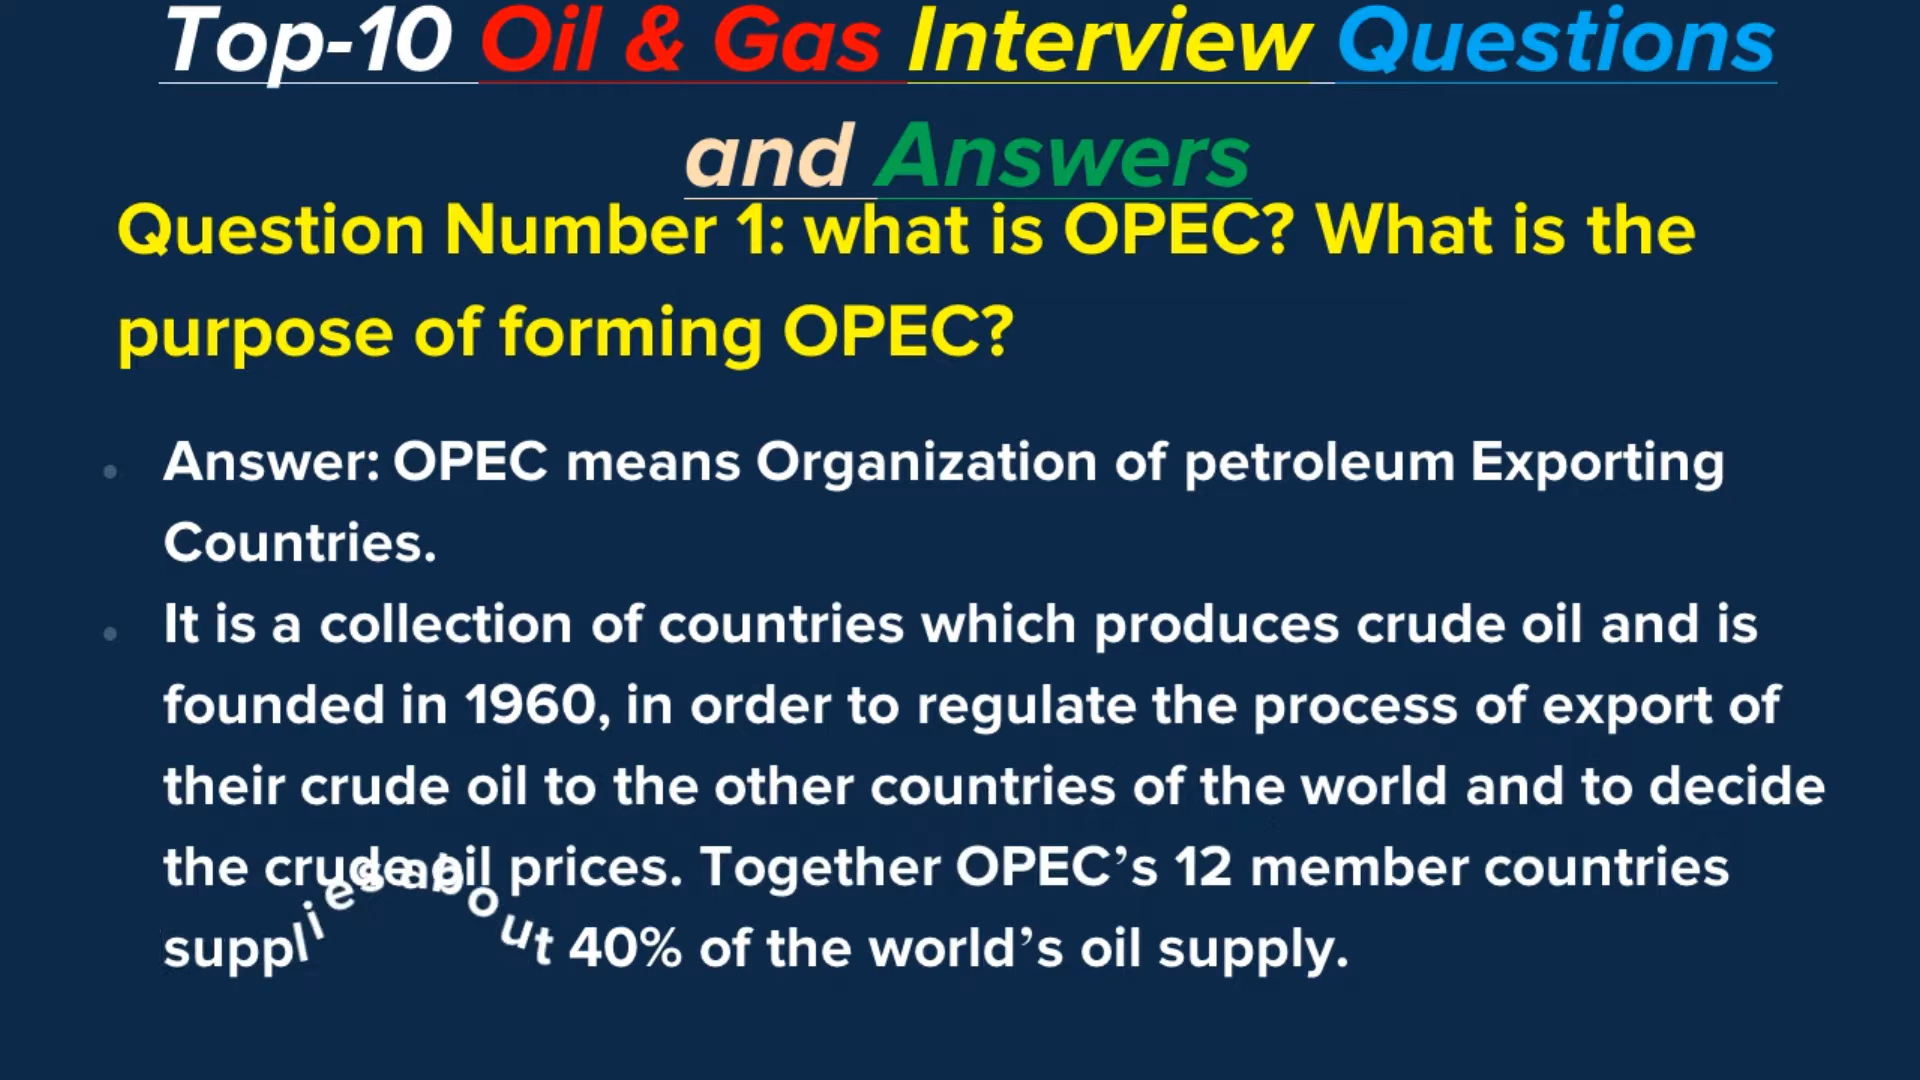 Top-10 Oil & Gas Interview Questions
and Answers
Question Number 1: what is OPEC? What is the
purpose of forming OPEC?
Answer: OPEC means Organization of petroleum Exporting
Countries.
It is a collection of countries which produces crude oil and is
founded in 1960, in order to regulate the process of export of
their crude oil to the other countries of the world and to decide
the crude oil prices. Together OPEC’s 12 member countries
supplies about 40% of the world’s oil supply.